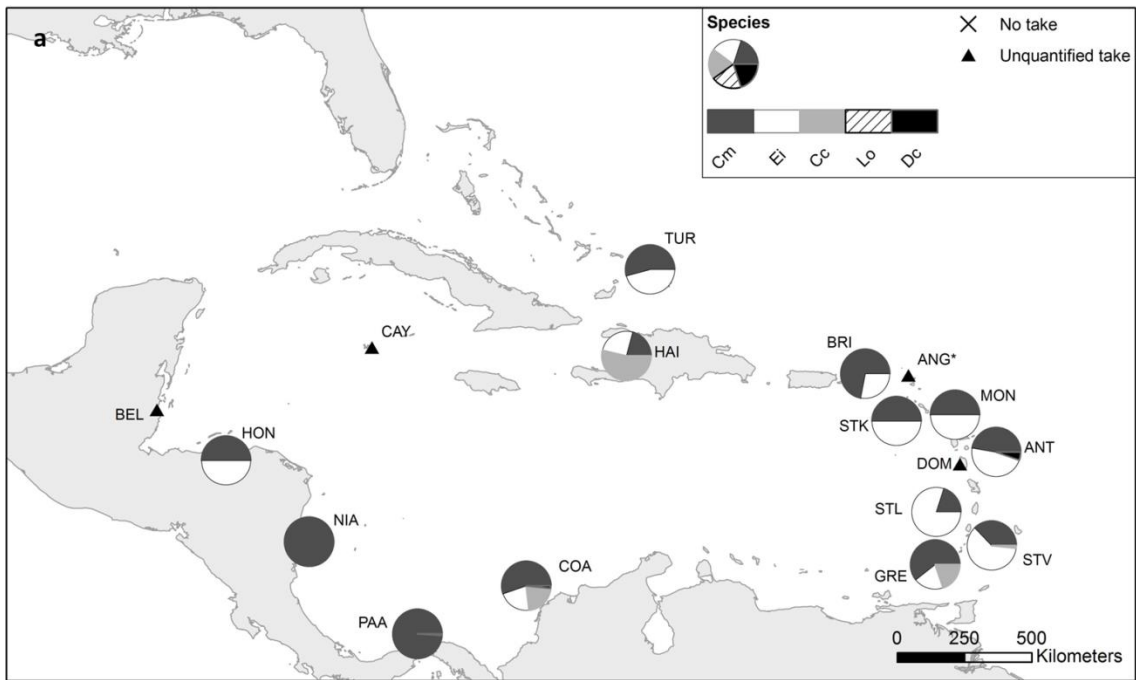 a
Species
No take
Unquantified take
Cm
Ei
Cc
Lo
Dc
TUR
CAY
HAI
BRI
ANG*
MON
BEL
STK
ANT
HON
DOM
STL
NIA
STV
COA
GRE
PAA
0 250 500
Kilometers